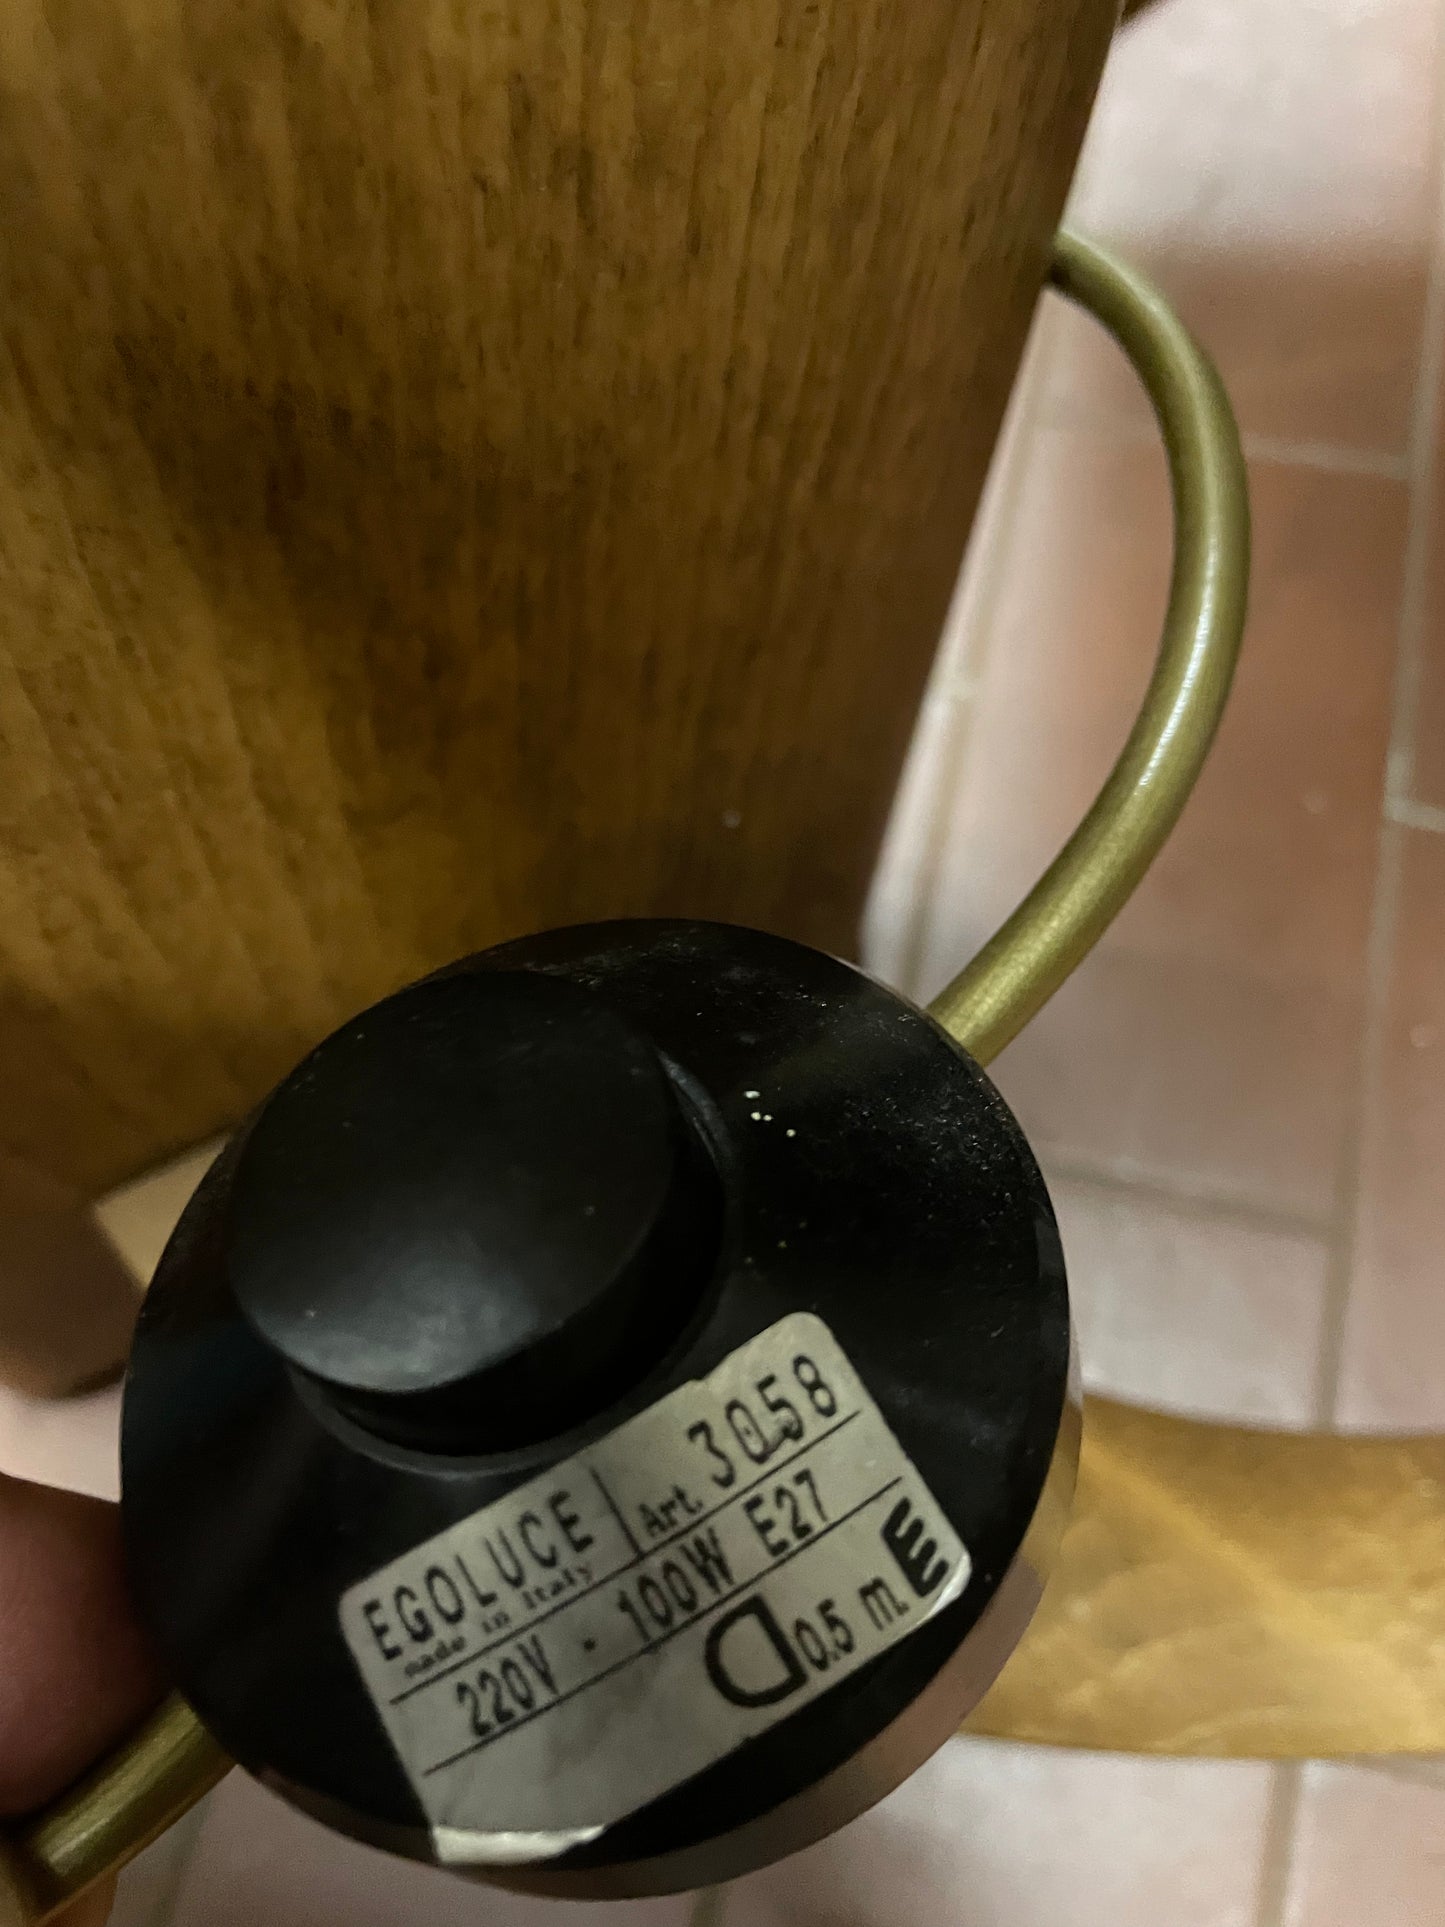 EGOLUCE Art. 3058
made in Italy
220V - 100W E27
0.5 m.